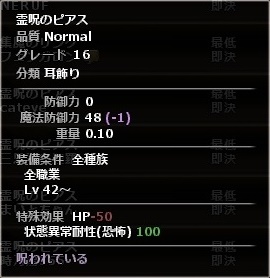 霊呪のピアス
品質 Normal
グレード 16
分類 耳飾り
防御力 0
魔法防御力 48 (-1)
重量 0.10
装備条件 全種族
全職業
Lv 42～
特殊効果 HP-50
状態異常耐性(恐怖) 100
呪われている